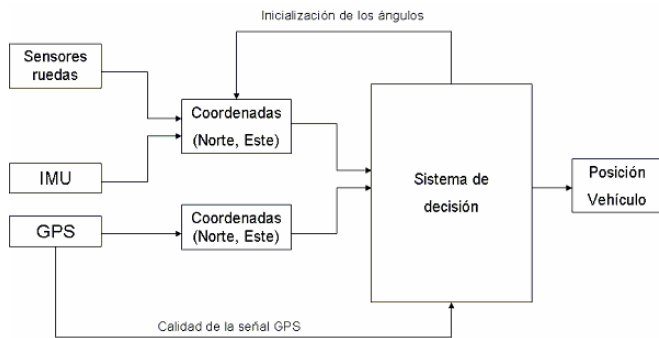 Inicialización de los ángulos
Sensores
ruedas
Coordenadas
(Norte, Este)
IMU
Sistema de
decisión
Posición
Vehículo
GPS
Coordenadas
(Norte, Este)
Calidad de la señal GPS